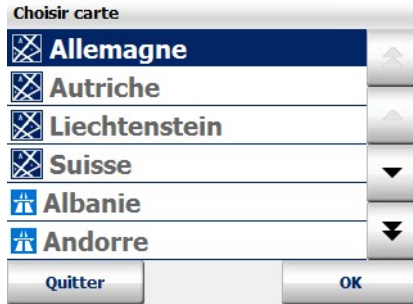 Choisir carte
Allemagne
Autriche
Liechtenstein
Suisse
Albanie
Andorre
Quitter
OK